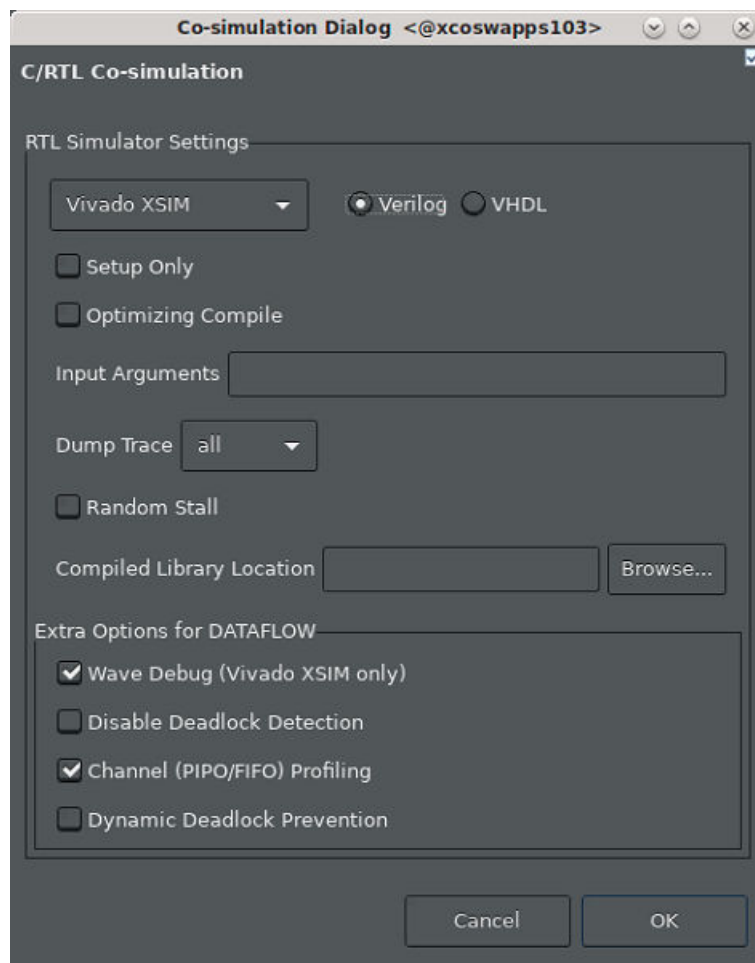 Co-simulation Dialog <@xcoswapps103>
C/RTL Co-simulation
RTL Simulator Settings
Vivado XSIM Verilog VHDL
Setup Only
Optimizing Compile
Input Arguments
Dump Trace all
Random Stall
Compiled Library Location Browse...
Extra Options for DATAFLOW
Wave Debug (Vivado XSIM only)
Disable Deadlock Detection
Channel (PIPO/FIFO) Profiling
Dynamic Deadlock Prevention
Cancel OK